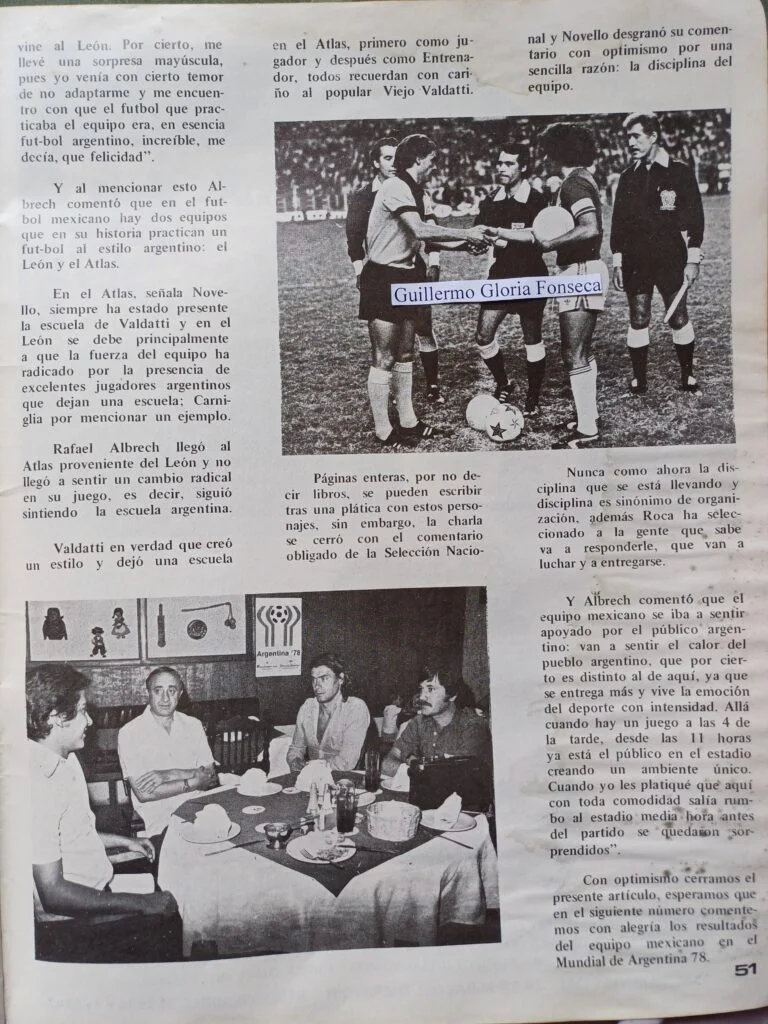 vine al León. Por cierto, me
llevé una sorpresa mayúscula,
pues yo venía con cierto temor
de no adaptarme y me encuen-
tro con que el futbol que prac-
ticaba el equipo era, en esencia
fut-bol argentino, increíble, me
decía, que felicidad”.
Y al mencionar esto Al-
brech comentó que en el fut-
bol mexicano hay dos equipos
que en su historia practican un
fut-bol al estilo argentino: el
León y el Atlas.
En el Atlas, señala Nove-
llo, siempre ha estado presente
la escuela de Valdatti y en el
León se debe principalmente
a que la fuerza del equipo ha
radicado por la presencia de
excelentes jugadores argentinos
que dejan una escuela; Carni-
glia por mencionar un ejemplo.
Rafael Albrech llegó al
Atlas proveniente del León y no
llegó a sentir un cambio radical
en su juego, es decir, siguió
sintiendo la escuela argentina.
Valdatti en verdad que creó
un estilo y dejó una escuela
en el Atlas, primero como ju-
gador y después como Entrena-
dor, todos recuerdan con cari-
ño al popular Viejo Valdatti.
Páginas enteras, por no de-
cir libros, se pueden escribir
tras una plática con estos perso-
najes, sin embargo, la charla
se cerró con el comentario
obligado de la Selección Nacio-
nal y Novello desgranó su comen-
tario con optimismo por una
sencilla razón: la disciplina del
equipo.
Guillermo Gloria Fonseca
Nunca como ahora la dis-
ciplina que se está llevando y
disciplina es sinónimo de organi-
zación, además Roca ha selec-
cionado a la gente que sabe
va a responderle, que van a
luchar y a entregarse.
Y Albrech comentó que el
equipo mexicano se iba a sentir
apoyado por el público argen-
tino: van a sentir el calor del
pueblo argentino, que por cier-
to es distinto al de aquí, ya que
se entrega más y vive la emoción
del deporte con intensidad. Allá
cuando hay un juego a las 4 de
la tarde, desde las 11 horas
ya está el público en el estadio
creando un ambiente único.
Cuando yo les platiqué que aquí
con toda comodidad salía rum-
bo al estadio media hora antes
del partido se quedaron sor-
prendidos”.
Con optimismo cerramos el
presente artículo, esperamos que
en el siguiente número comente-
mos con alegría los resultados
del equipo mexicano en el
Mundial de Argentina 78.
Argentina '78
51